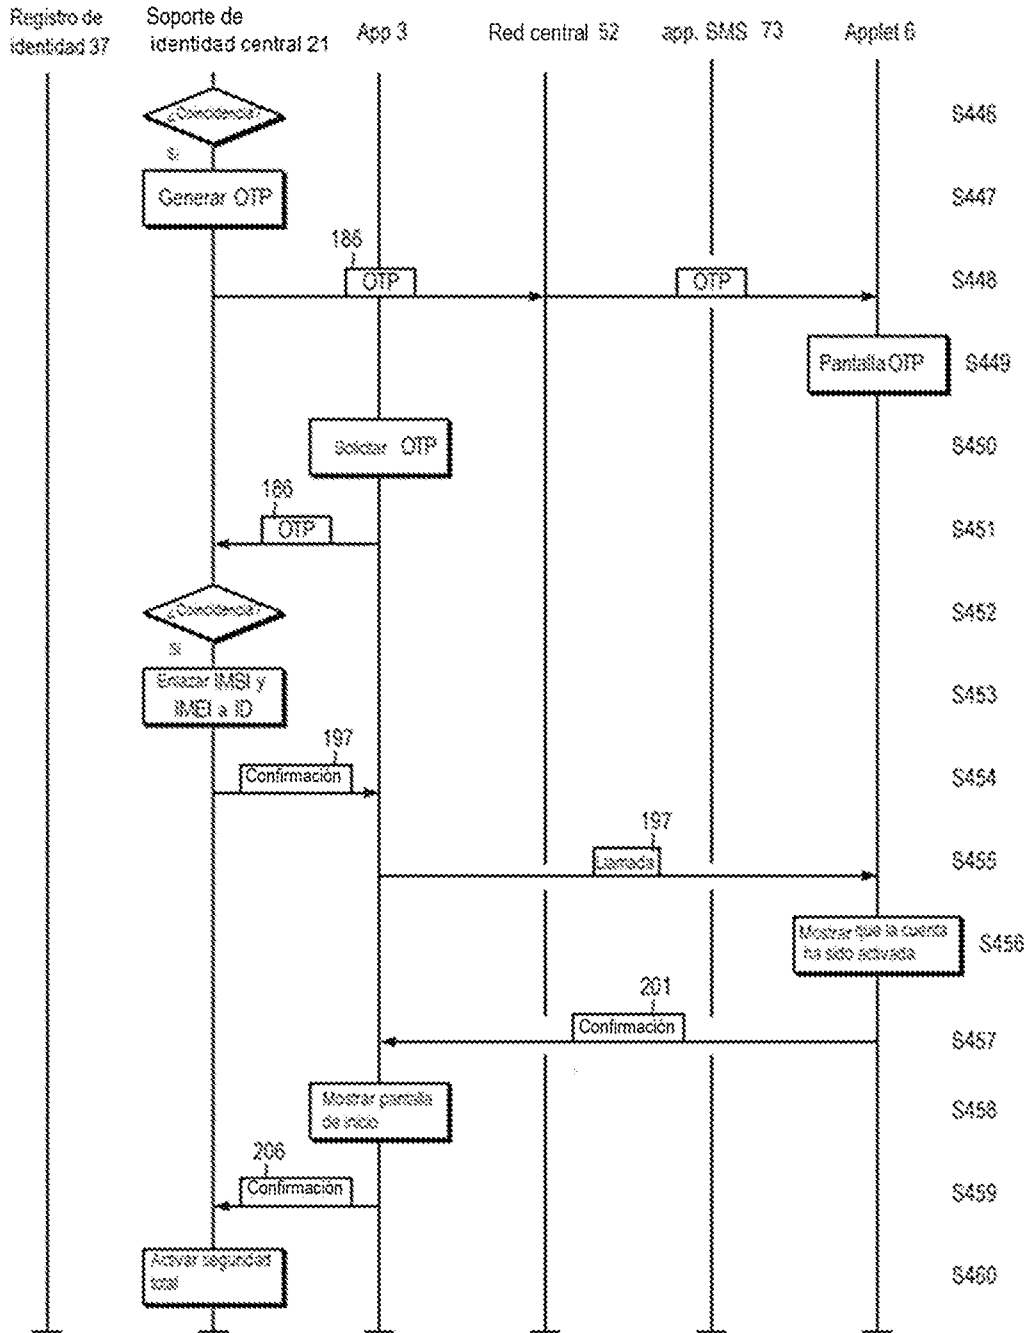 Registro de
identidad 37
Soporte de
identidad central 21
App 3
Red central 52
app. SMS 73
Applet 6
¿Coincidencia?
S446
Si
Generar OTP
S447
186
OTP
OTP
S448
Pantalla OTP
S449
Solicitar OTP
S450
186
OTP
S451
¿Coincidencia?
S452
Si
Enlazar IMSI y
IMEI a ID
S453
197
Confirmación
S454
197
Llamada
S455
Mostrar que la cuenta
ha sido activada
S456
201
Confirmación
S457
Mostrar pantalla
de inicio
S458
206
Confirmación
S459
Activar seguridad
total
S460